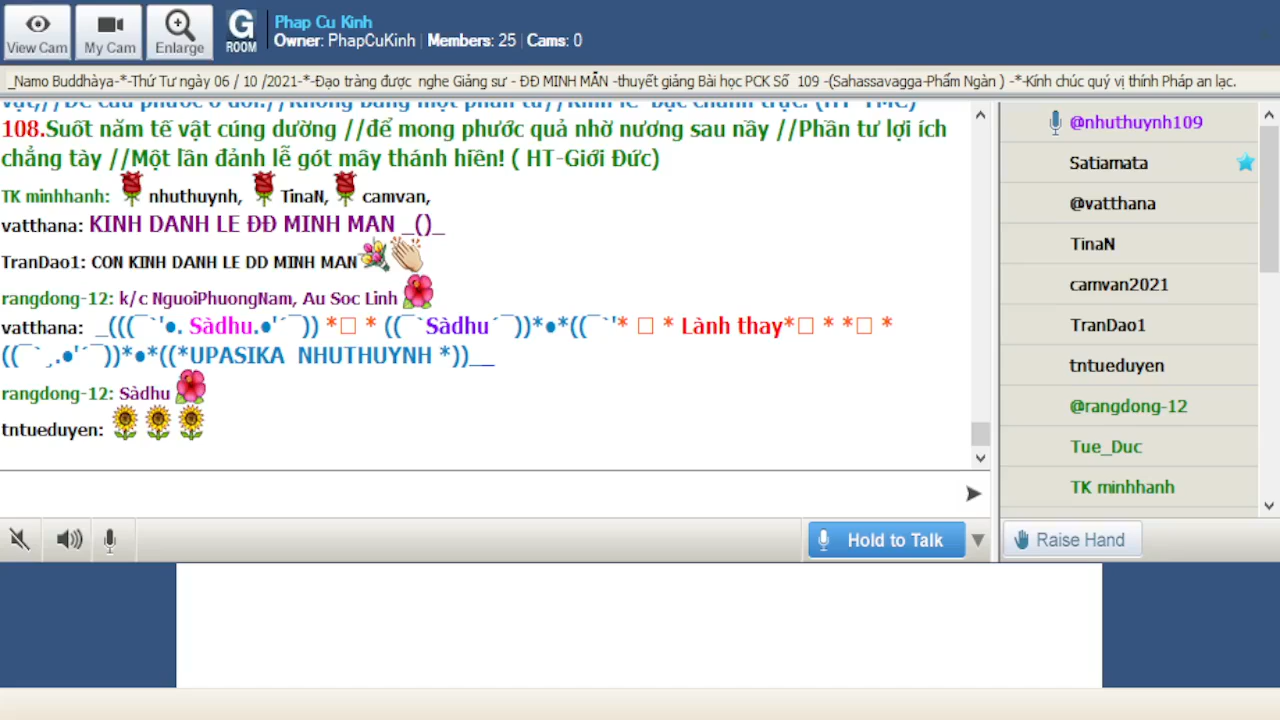 View Cam
My Cam
Enlarge
G
ROOM
Phap Cu Kinh
Owner: PhapCuKinh | Members: 25 | Cams: 0
_Namo Buddhàya-*-Thứ Tư ngày 06 / 10 /2021-*-Đạo tràng được nghe Giảng sư - ĐĐ MINH MẪN -thuyết giảng Bài học PCK Số 109 -(Sahassavagga-Phẩm Ngàn ) -*-Kính chúc quý vị thính Pháp an lạc.
108.Suốt năm tế vật cúng dường //để mong phước quả nhờ nương sau nầy //Phần tư lợi ích
chẳng tày //Một lần đảnh lễ gót mây thánh hiền! ( HT-Giới Đức)
TK minhhanh: nhuthuynh, TinaN, camvan,
vatthana: KINH DANH LE ĐĐ MINH MAN _()_
TranDao1: CON KINH DANH LE DD MINH MAN
rangdong-12: k/c NguoiPhuongNam, Au Soc Linh
vatthana: _(((¯`'•. Sàdhu.•'´¯)) *□ * ((¯`Sàdhu´¯))*•*((¯`'* □ * Lành thay*□ * *□ *
((¯`¸.•'´¯))*•*((*UPASIKA NHUTHUYNH *))__
rangdong-12: Sàdhu
tntueduyen:
@nhuthuynh109
Satiamata
@vatthana
TinaN
camvan2021
TranDao1
tntueduyen
@rangdong-12
Tue_Duc
TK minhhanh
Hold to Talk
Raise Hand